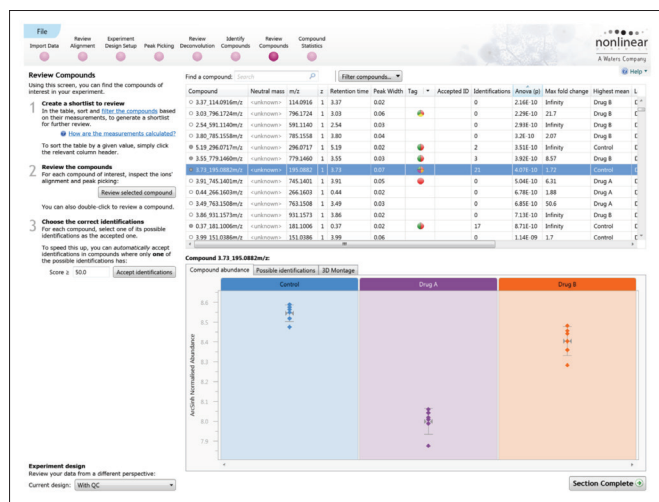 File
Import Data
Review Alignment
Experiment Design Setup
Peak Picking
Review Deconvolution
Identify Compounds
Review Compounds
Compound Statistics
nonlinear
A Waters Company
Review Compounds
Help
Using this screen, you can find the compounds of
interest in your experiment.
1 Create a shortlist to review
In the table, sort and filter the compounds based
on their measurements, to generate a shortlist
for further review.
How are the measurements calculated?
To sort the table by a given value, simply click
the relevant column header.
2 Review the compounds
For each compound of interest, inspect the ions'
alignment and peak picking:
Review selected compound
You can also double-click to review a compound.
3 Choose the correct identifications
For each compound, select one of its possible
identifications as the accepted one.
To speed this up, you can automatically accept
identifications in compounds where only one of
the possible identifications has:
Score ≥ 50.0 Accept identifications
Find a compound: Search Filter compounds...
Compound Neutral mass m/z z Retention time Peak Width Tag Accepted ID Identifications Anova (p) Max fold change Highest mean L
3.37_114.0916m/z <unknown> 114.0916 1 3.37 0.02 0 2.16E-10 Infinity Drug B
3.03_796.1724m/z <unknown> 796.1724 1 3.03 0.06 0 2.29E-10 21.7 Drug B
2.54_591.1140m/z <unknown> 591.1140 1 2.54 0.03 0 2.93E-10 Infinity Drug B
3.80_785.1558m/z <unknown> 785.1558 1 3.80 0.04 0 3.2E-10 2.07 Drug B
5.19_296.0717m/z <unknown> 296.0717 1 5.19 0.02 2 3.51E-10 Infinity Control
3.55_779.1460m/z <unknown> 779.1460 1 3.55 0.03 3 3.92E-10 8.57 Drug B
3.73_195.0882m/z <unknown> 195.0882 1 3.73 0.07 21 4.07E-10 1.72 Control
3.91_745.1401m/z <unknown> 745.1401 1 3.91 0.05 0 5.04E-10 6.31 Drug A
0.44_266.1603m/z <unknown> 266.1603 1 0.44 0.02 0 6.78E-10 1.88 Drug A
3.49_763.1508m/z <unknown> 763.1508 1 3.49 0.03 0 6.85E-10 50.6 Drug A
3.86_931.1573m/z <unknown> 931.1573 1 3.86 0.02 0 7.13E-10 Infinity Drug B
0.37_181.1006m/z <unknown> 181.1006 1 0.37 0.02 17 8.71E-10 Infinity Control
3.99_151.0386m/z <unknown> 151.0386 1 3.99 0.06 0 1.14E-09 1.7 Control
Compound 3.73_195.0882m/z:
Compound abundance Possible identifications 3D Montage
Control Drug A Drug B
ArcSinh Normalised Abundance
8.6
8.5
8.4
8.3
8.2
8.1
8.0
7.9
Experiment design
Review your data from a different perspective:
Current design: With QC
Section Complete